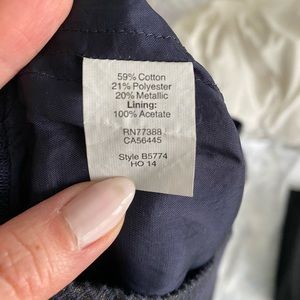 59% Cotton
21% Polyester
20% Metallic
Lining:
100% Acetate
RN77388
CA56445
Style B5774
HO 14